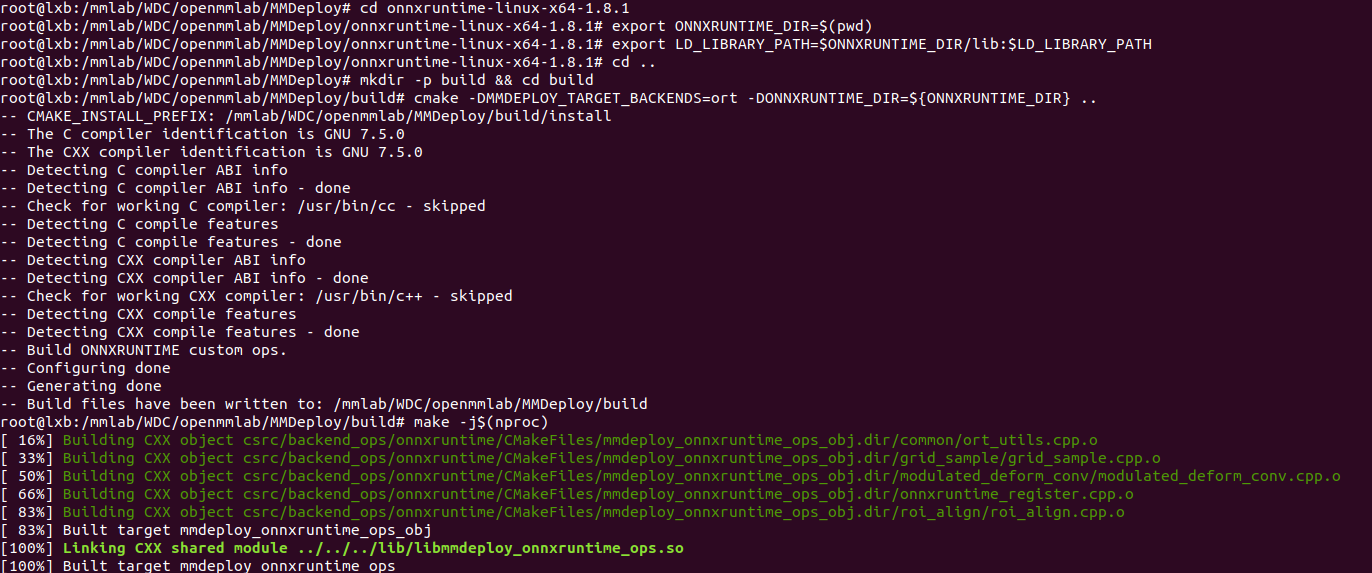 root@lxb:/mmlab/WDC/openmmlab/MMDeploy# cd onnxruntime-linux-x64-1.8.1
root@lxb:/mmlab/WDC/openmmlab/MMDeploy/onnxruntime-linux-x64-1.8.1# export ONNXRUNTIME_DIR=$(pwd)
root@lxb:/mmlab/WDC/openmmlab/MMDeploy/onnxruntime-linux-x64-1.8.1# export LD_LIBRARY_PATH=$ONNXRUNTIME_DIR/lib:$LD_LIBRARY_PATH
root@lxb:/mmlab/WDC/openmmlab/MMDeploy/onnxruntime-linux-x64-1.8.1# cd ..
root@lxb:/mmlab/WDC/openmmlab/MMDeploy# mkdir -p build && cd build
root@lxb:/mmlab/WDC/openmmlab/MMDeploy/build# cmake -DMMDEPLOY_TARGET_BACKENDS=ort -DONNXRUNTIME_DIR=${ONNXRUNTIME_DIR} ..
-- CMAKE_INSTALL_PREFIX: /mmlab/WDC/openmmlab/MMDeploy/build/install
-- The C compiler identification is GNU 7.5.0
-- The CXX compiler identification is GNU 7.5.0
-- Detecting C compiler ABI info
-- Detecting C compiler ABI info - done
-- Check for working C compiler: /usr/bin/cc - skipped
-- Detecting C compile features
-- Detecting C compile features - done
-- Detecting CXX compiler ABI info
-- Detecting CXX compiler ABI info - done
-- Check for working CXX compiler: /usr/bin/c++ - skipped
-- Detecting CXX compile features
-- Detecting CXX compile features - done
-- Build ONNXRUNTIME custom ops.
-- Configuring done
-- Generating done
-- Build files have been written to: /mmlab/WDC/openmmlab/MMDeploy/build
root@lxb:/mmlab/WDC/openmmlab/MMDeploy/build# make -j$(nproc)
[ 16%] Building CXX object csrc/backend_ops/onnxruntime/CMakeFiles/mmdeploy_onnxruntime_ops_obj.dir/common/ort_utils.cpp.o
[ 33%] Building CXX object csrc/backend_ops/onnxruntime/CMakeFiles/mmdeploy_onnxruntime_ops_obj.dir/grid_sample/grid_sample.cpp.o
[ 50%] Building CXX object csrc/backend_ops/onnxruntime/CMakeFiles/mmdeploy_onnxruntime_ops_obj.dir/modulated_deform_conv/modulated_deform_conv.cpp.o
[ 66%] Building CXX object csrc/backend_ops/onnxruntime/CMakeFiles/mmdeploy_onnxruntime_ops_obj.dir/onnxruntime_register.cpp.o
[ 83%] Building CXX object csrc/backend_ops/onnxruntime/CMakeFiles/mmdeploy_onnxruntime_ops_obj.dir/roi_align/roi_align.cpp.o
[ 83%] Built target mmdeploy_onnxruntime_ops_obj
[100%] Linking CXX shared module ../../../lib/libmmdeploy_onnxruntime_ops.so
[100%] Built target mmdeploy_onnxruntime_ops